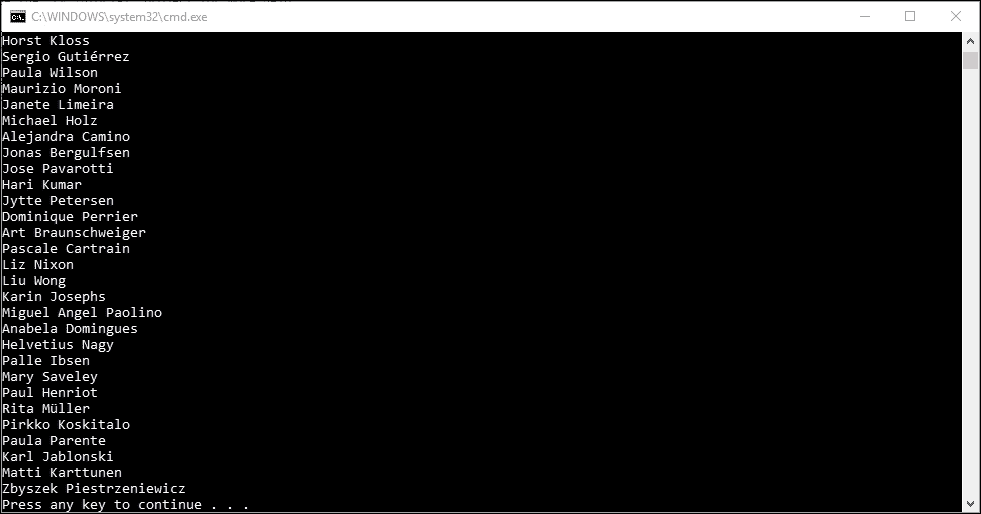 C:\WINDOWS\system32\cmd.exe
Horst Kloss
Sergio Gutiérrez
Paula Wilson
Maurizio Moroni
Janete Limeira
Michael Holz
Alejandra Camino
Jonas Bergulfsen
Jose Pavarotti
Hari Kumar
Jytte Petersen
Dominique Perrier
Art Braunschweiger
Pascale Cartrain
Liz Nixon
Liu Wong
Karin Josephs
Miguel Angel Paolino
Anabela Domingues
Helvetius Nagy
Palle Ibsen
Mary Saveley
Paul Henriot
Rita Müller
Pirkko Koskitalo
Paula Parente
Karl Jablonski
Matti Karttunen
Zbyszek Piestrzeniewicz
Press any key to continue . . .